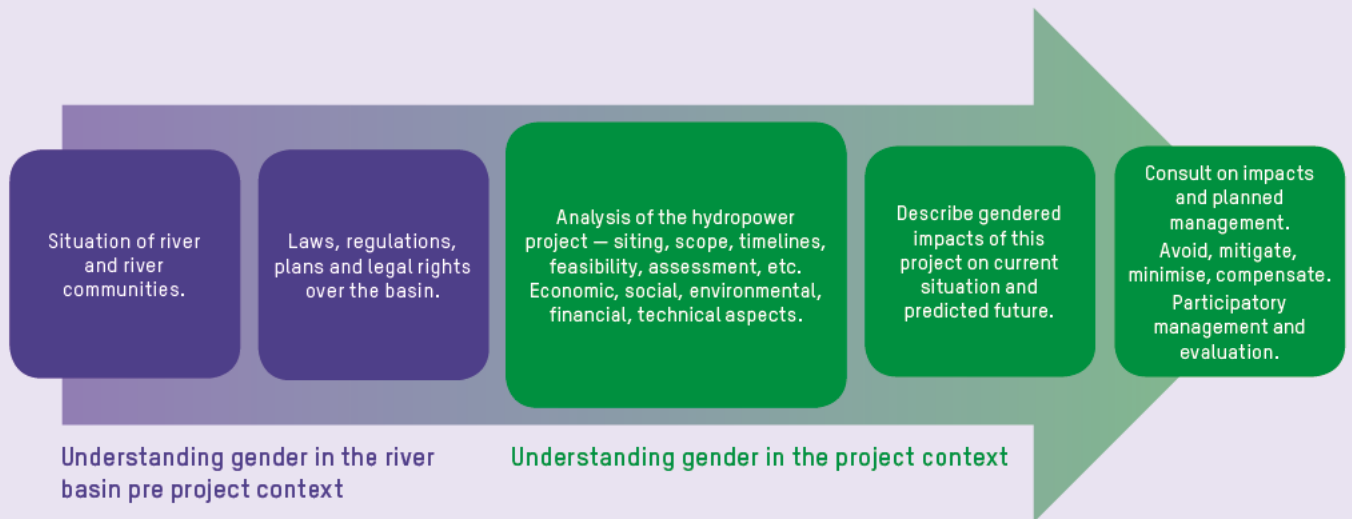 Situation of river
and river
communities.
Laws, regulations,
plans and legal rights
over the basin.
Analysis of the hydropower
project — siting, scope, timelines,
feasibility, assessment, etc.
Economic, social, environmental,
financial, technical aspects.
Describe gendered
impacts of this
project on current
situation and
predicted future.
Consult on impacts
and planned
management.
Avoid, mitigate,
minimise, compensate.
Participatory
management and
evaluation.
Understanding gender in the river
basin pre project context
Understanding gender in the project context